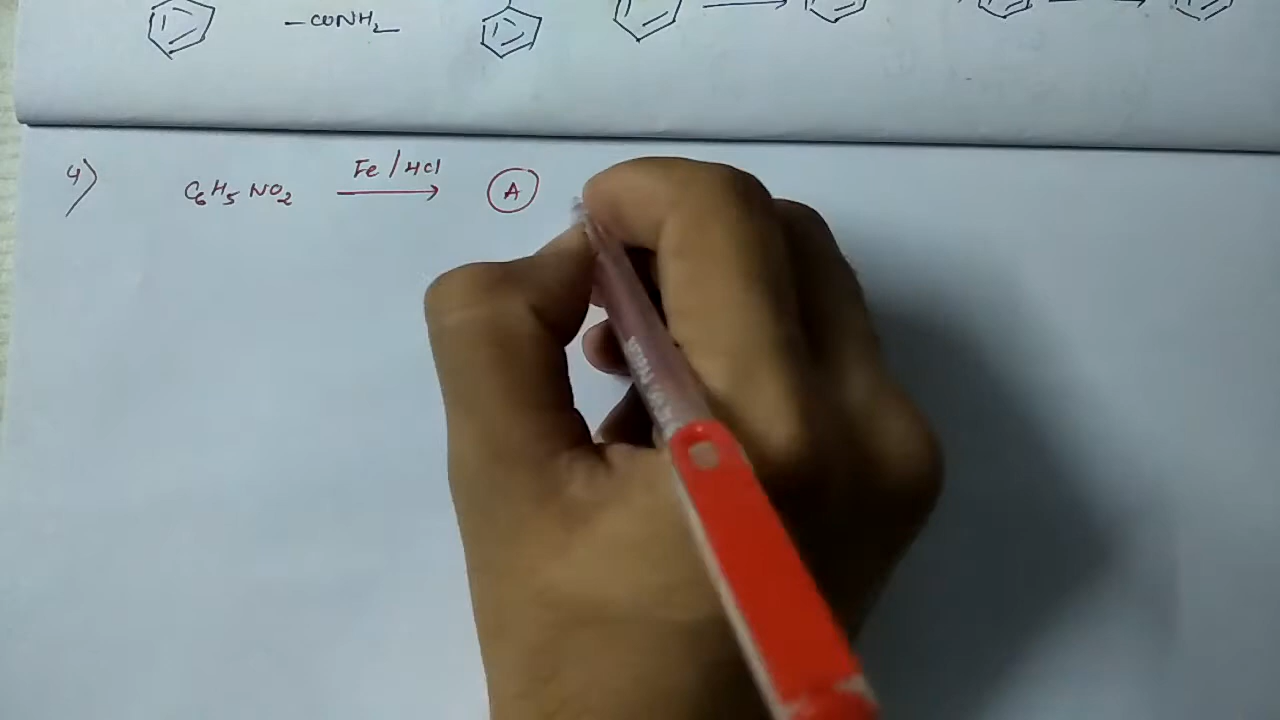 –CONH₂
4) C₆H₅NO₂ Fe/HCl → A